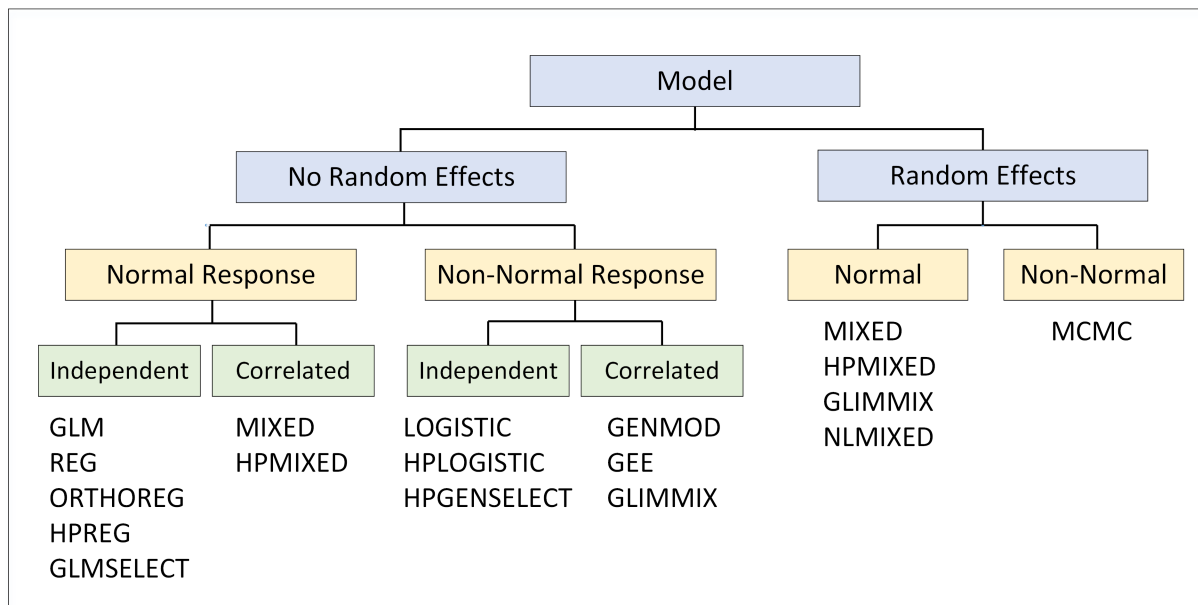 Model
No Random Effects
Random Effects
Normal Response
Non-Normal Response
Normal
Non-Normal
Independent
Correlated
Independent
Correlated
GLM
REG
ORTHOREG
HPREG
GLMSELECT
MIXED
HPMIXED
LOGISTIC
HPLOGISTIC
HPGENSELECT
GENMOD
GEE
GLIMMIX
MIXED
HPMIXED
GLIMMIX
NLMIXED
MCMC